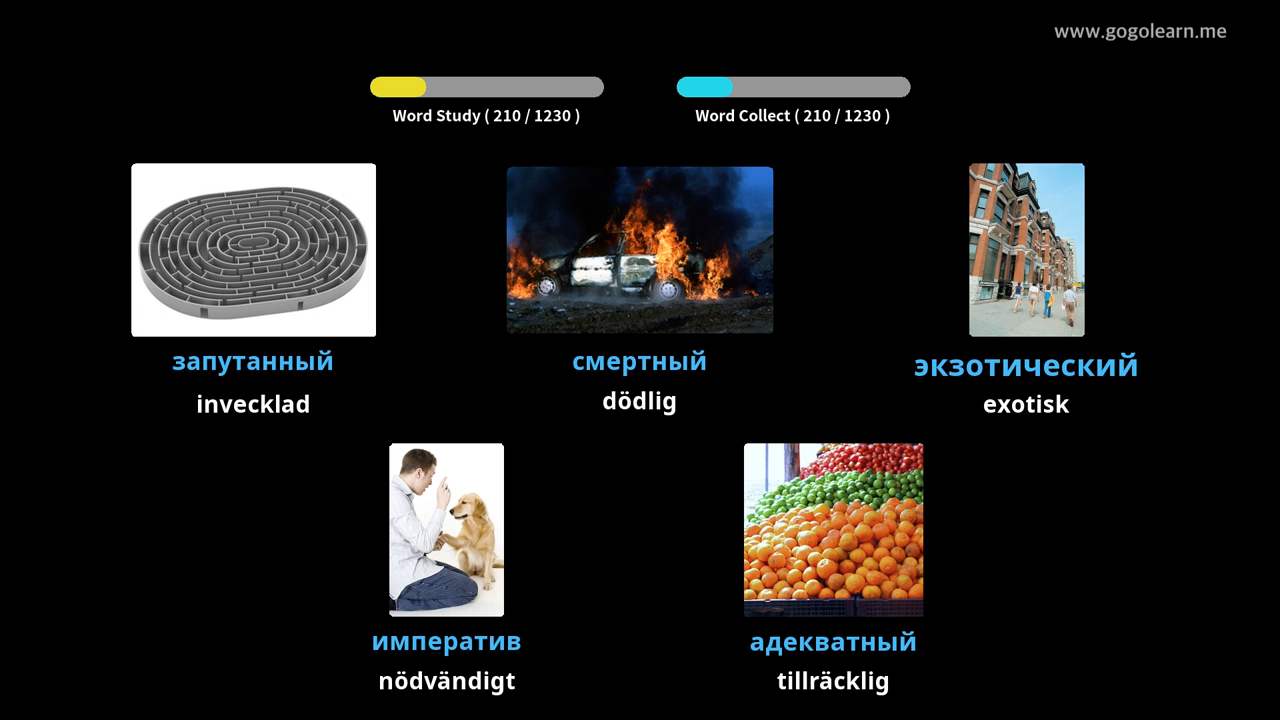 www.gogolearn.me
Word Study ( 210 / 1230 )
Word Collect ( 210 / 1230 )
запутанный
invecklad
смертный
dödlig
экзотический
exotisk
императив
nödvändigt
адекватный
tillräcklig